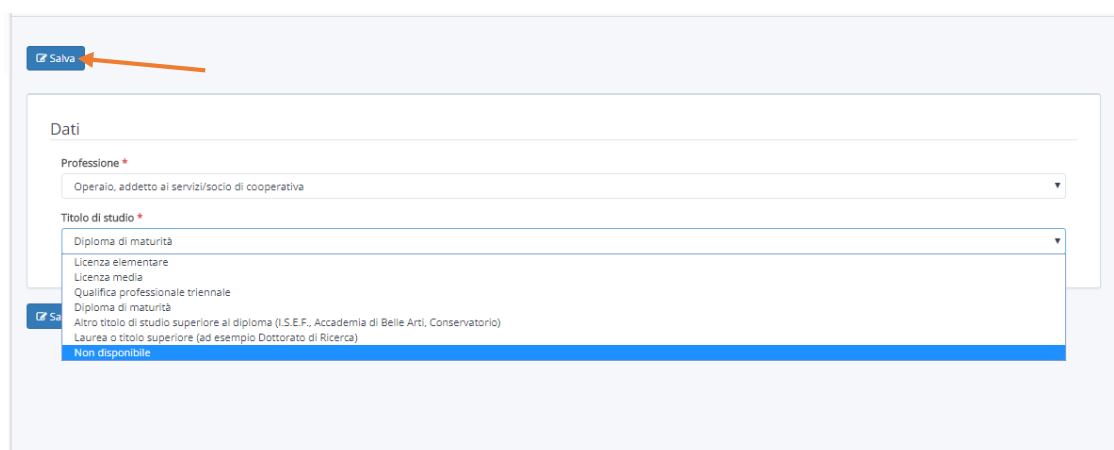 Salva
Dati
Professione *
Operaio, addetto ai servizi/socio di cooperativa
Titolo di studio *
Diploma di maturità
Licenza elementare
Licenza media
Qualifica professionale triennale
Diploma di maturità
Altro titolo di studio superiore al diploma (I.S.E.F., Accademia di Belle Arti, Conservatorio)
Sa
Laurea o titolo superiore (ad esempio Dottorato di Ricerca)
Non disponibile